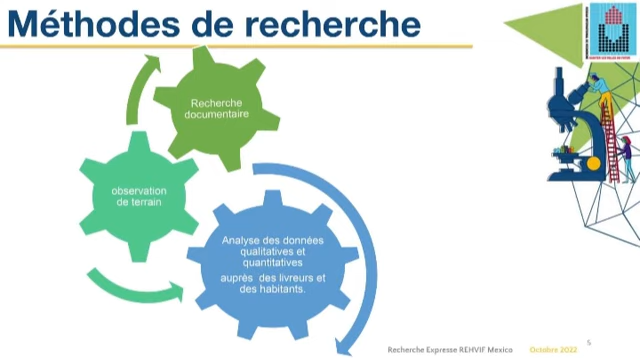 Méthodes de recherche
Recherche
documentaire
observation
de terrain
Analyse des données
qualitatives et
quantitatives
auprès des livreurs et
des habitants.
5
Recherche Expresse REHVIF Mexico Octobre 2022